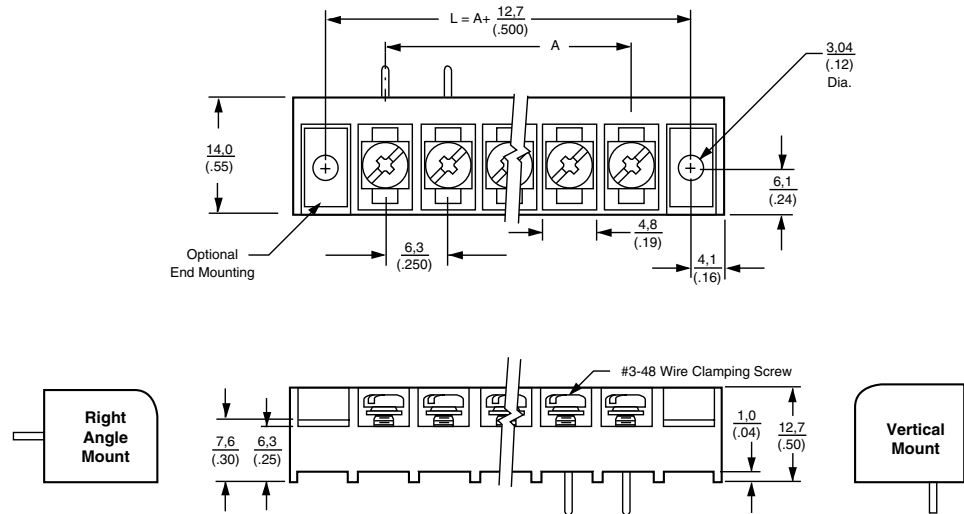 L = A+ 12,7
(.500)
A
3,04
(.12)
Dia.
14,0
(.55)
6,1
(.24)
4,8
(.19)
6,3
(.250)
4,1
(.16)
Optional
End Mounting
#3-48 Wire Clamping Screw
Right
Angle
Mount
7,6
(.30)
6,3
(.25)
1,0
(.04)
12,7
(.50)
Vertical
Mount